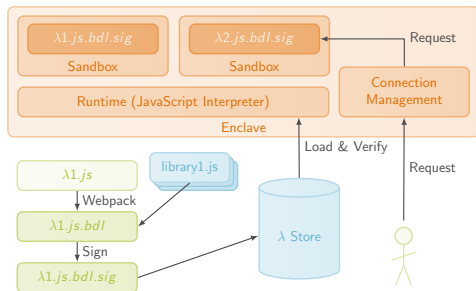 λ1.js.bdl.sig
λ2.js.bdl.sig
Request
Sandbox
Sandbox
Runtime (JavaScript Interpreter)
Connection
Management
Enclave
Load & Verify
λ1.js
library1.js
Request
Webpack
λ1.js.bdl
λ Store
Sign
λ1.js.bdl.sig